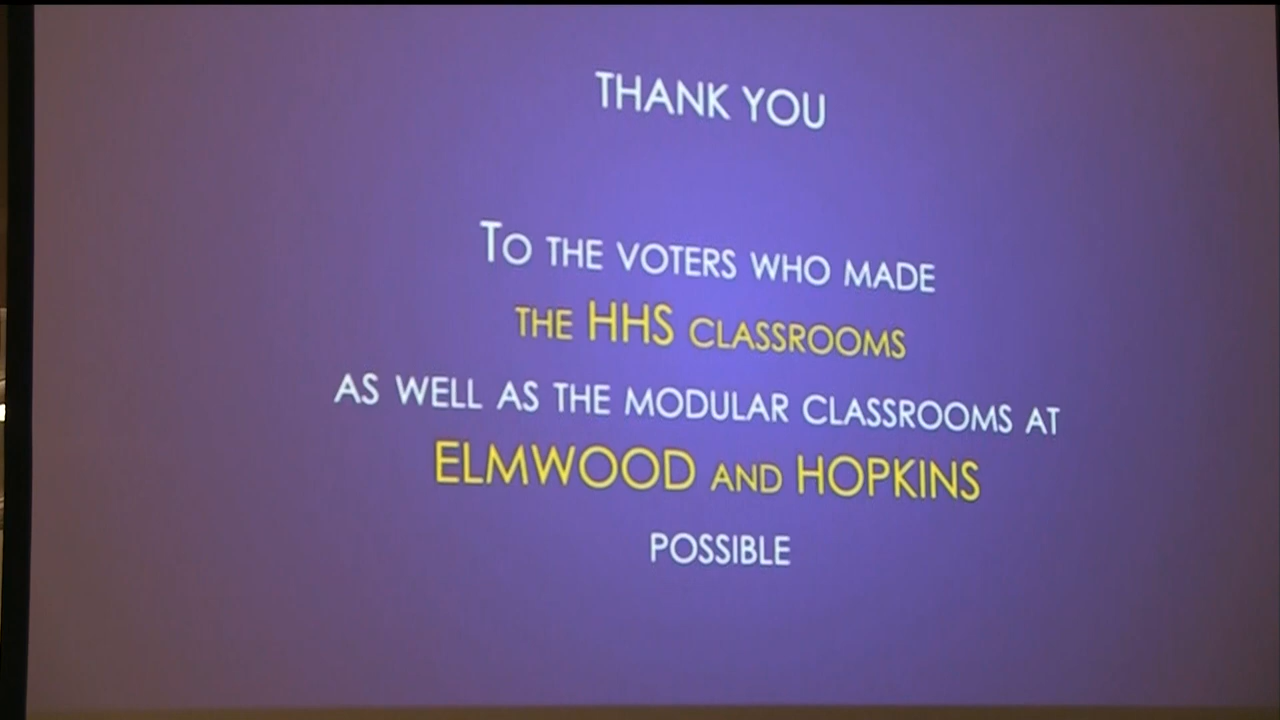 THANK YOU
TO THE VOTERS WHO MADE
THE HHS CLASSROOMS
AS WELL AS THE MODULAR CLASSROOMS AT
ELMWOOD AND HOPKINS
POSSIBLE